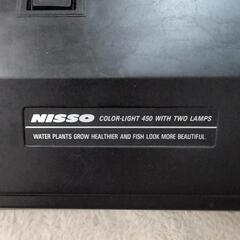 NISSO COLOR-LIGHT 450 WITH TWO LAMPS
WATER PLANTS GROW HEALTHIER AND FISH LOOK MORE BEAUTIFUL.